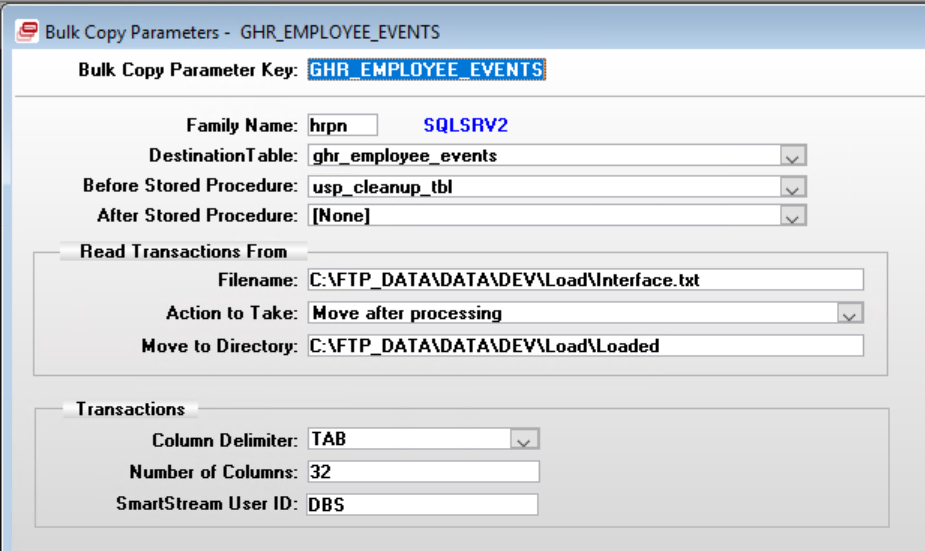 Bulk Copy Parameters - GHR_EMPLOYEE_EVENTS
Bulk Copy Parameter Key: GHR_EMPLOYEE_EVENTS
Family Name: hrpn SQLSRV2
DestinationTable: ghr_employee_events
Before Stored Procedure: usp_cleanup_tbl
After Stored Procedure: [None]
Read Transactions From
Filename: C:\FTP_DATA\DATA\DEV\Load\Interface.txt
Action to Take: Move after processing
Move to Directory: C:\FTP_DATA\DATA\DEV\Load\Loaded
Transactions
Column Delimiter: TAB
Number of Columns: 32
SmartStream User ID: DBS